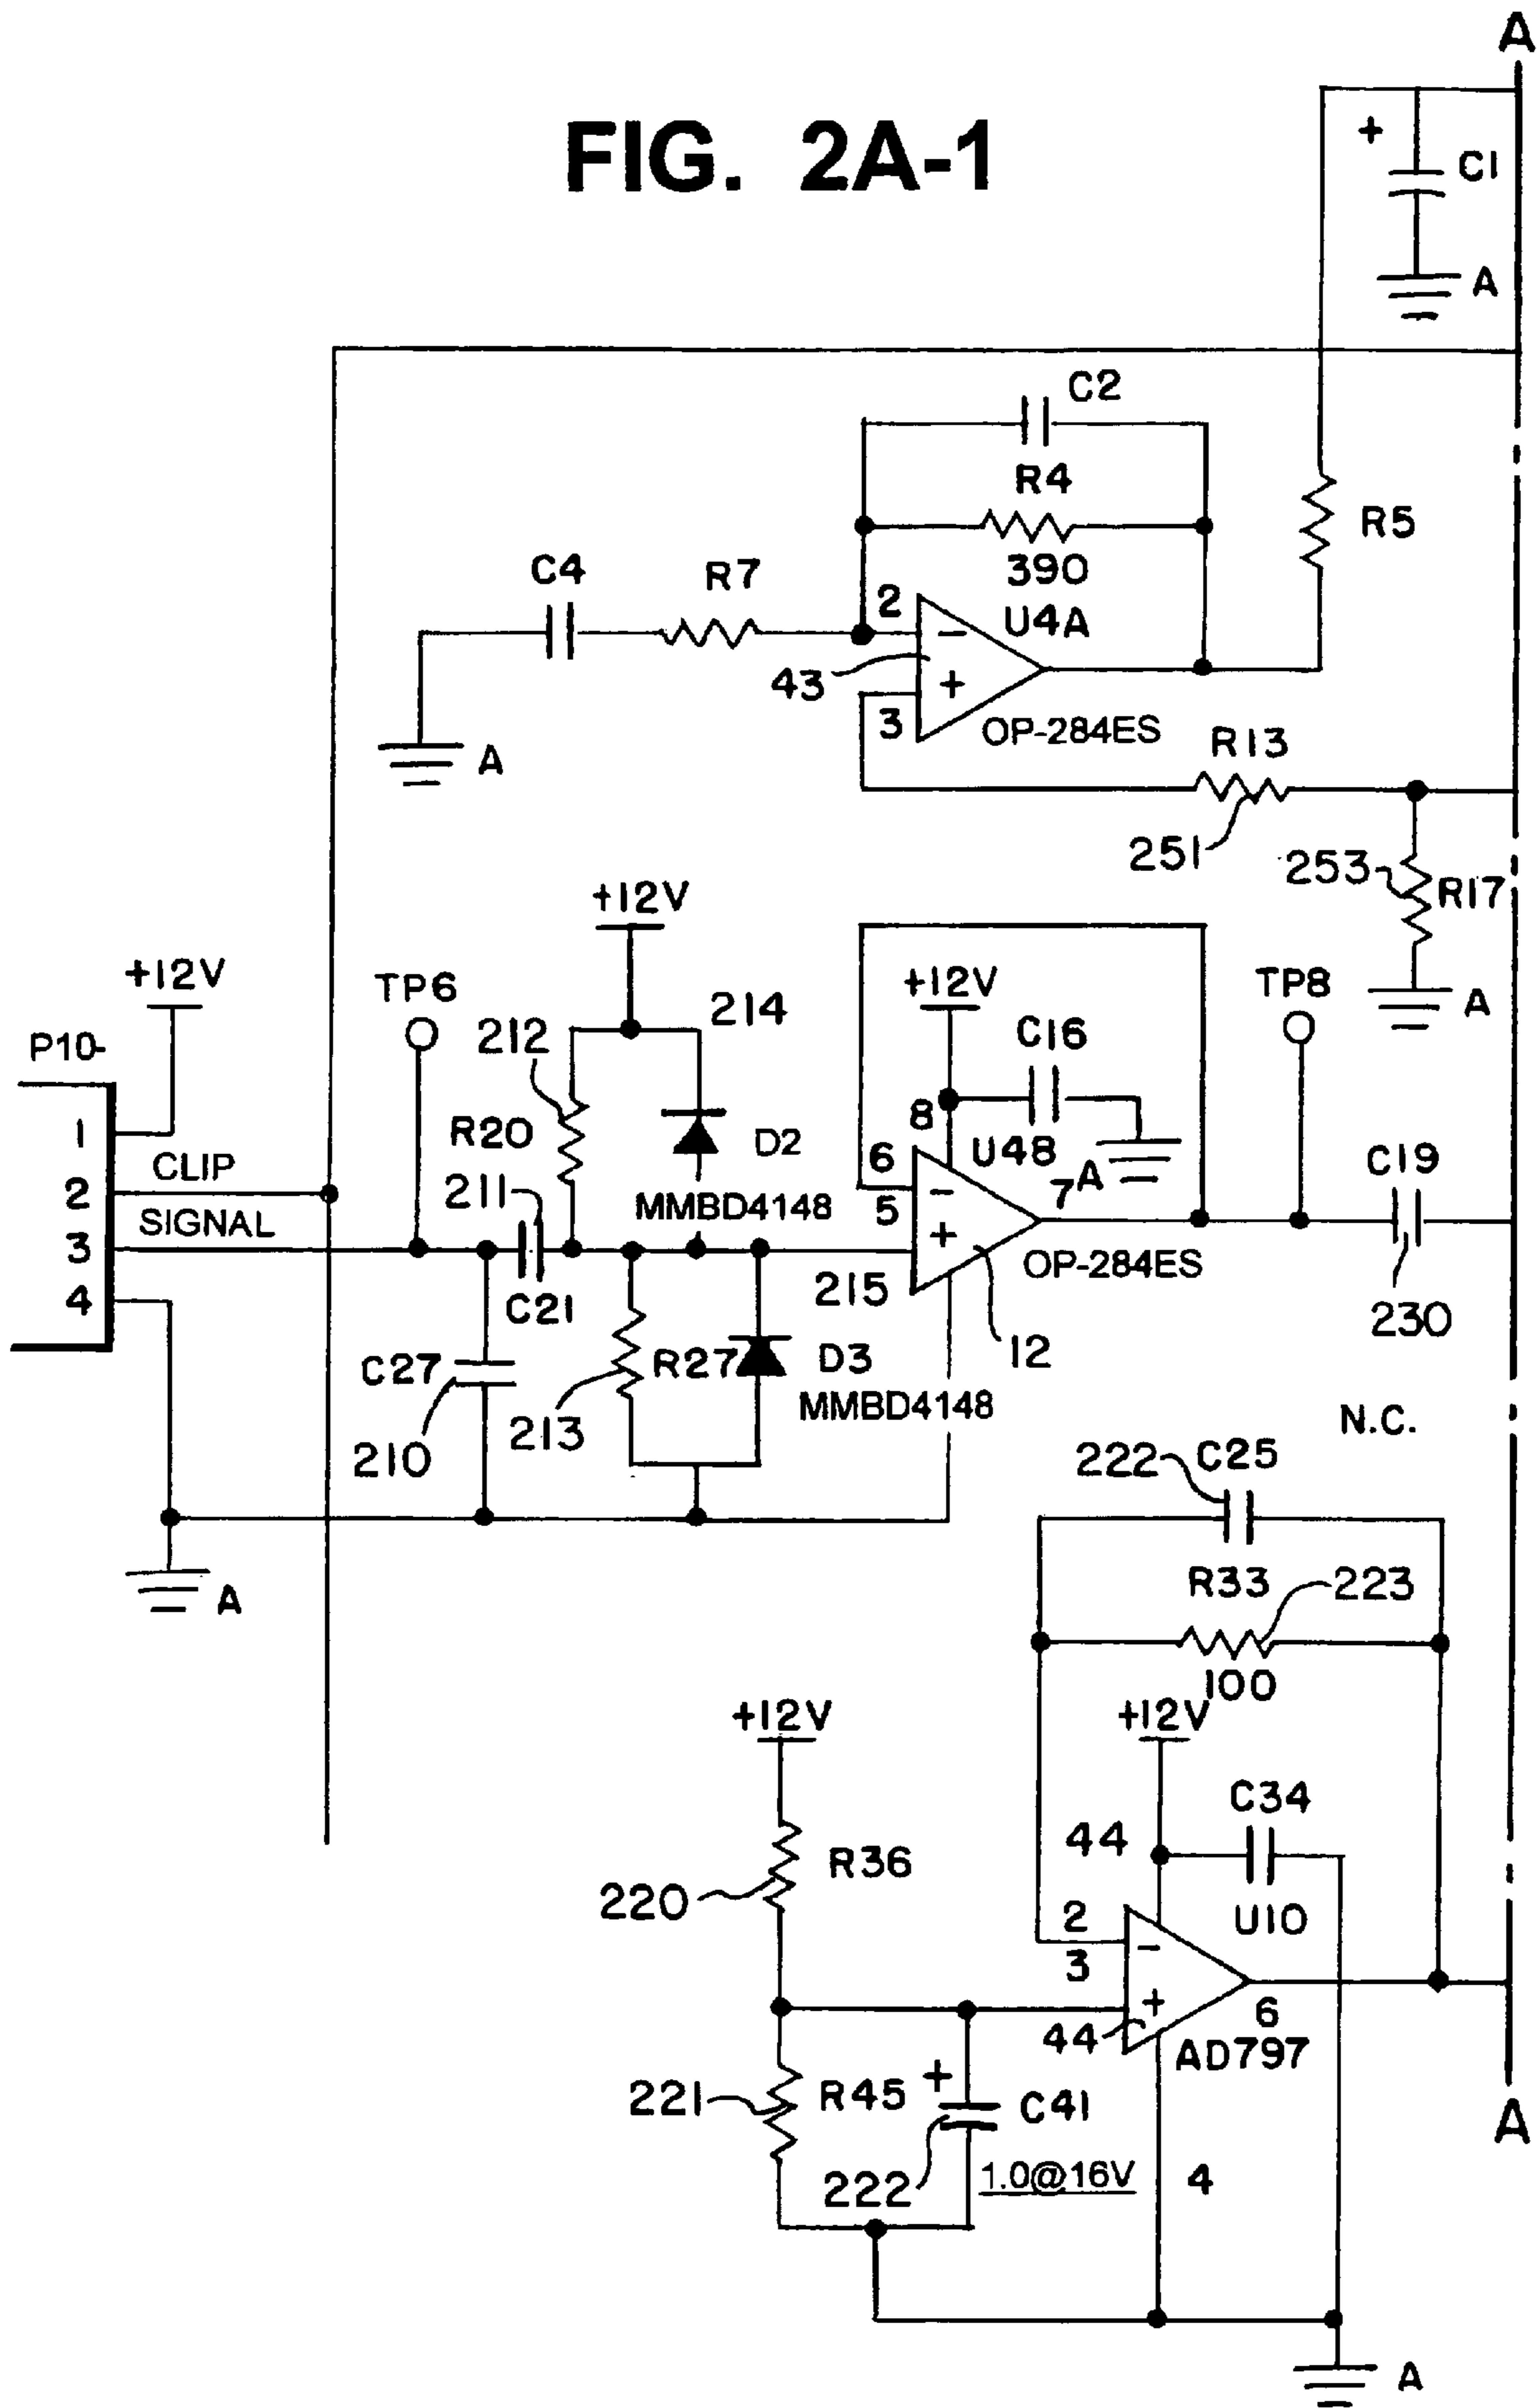 A
FIG. 2A-1
+
C1
A
C2
R4
390
R5
C4
R7
2
U4A
-
+
43
3
OP-284ES
A
R13
251
253
R17
A
+12V
+12V
P10-
TP6
212
214
+12V
C16
TP8
1
R20
D2
8
U48
A
C19
CLIP
2
211
MMBD4148
6
5
-
+
7
SIGNAL
3
215
OP-284ES
4
C21
12
230
C27
R27
D3
MMBD4148
210
213
N.C.
222
C25
A
R33
223
100
+12V
+12V
C34
44
R36
220
2
U10
3
-
+
44
6
AD797
221
R45
+
C41
222
1.0@16V
4
A
A